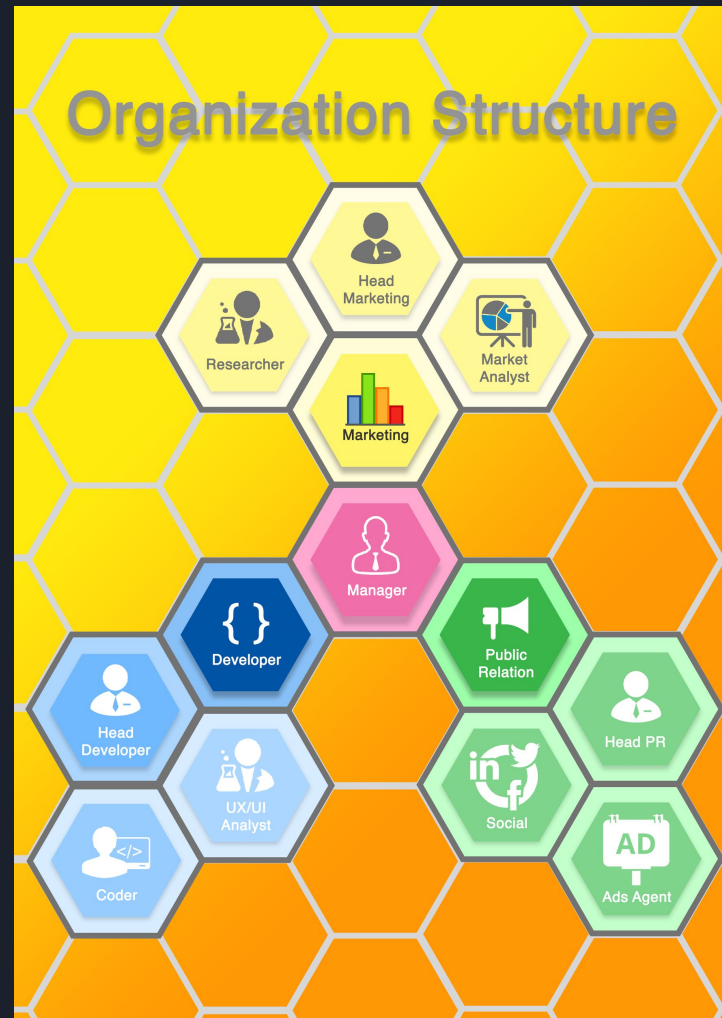 Organization Structure
Head
Marketing
Researcher
Market
Analyst
Marketing
Manager
{ }
Developer
Public
Relation
Head
Developer
Head PR
UX/UI
Analyst
in
f
Social
</>
Coder
AD
Ads Agent